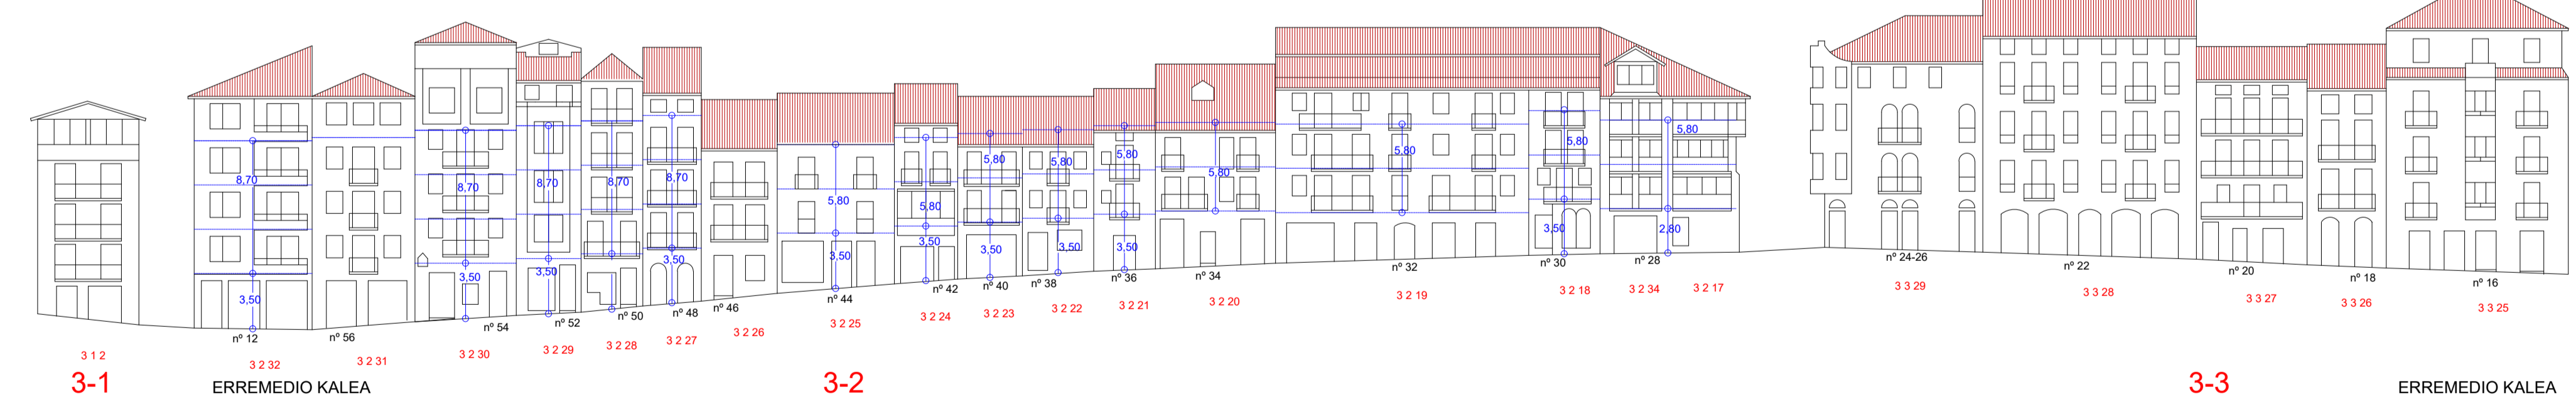 8,70
8,70
8,70
8,70
8,70
5,80
5,80
5,80
5,80
5,80
5,80
5,80
5,80
5,80
3,50
3,50
3,50
3,50
3,50
3,50
3,50
3,50
3,50
3,50
2,80
nº 12
nº 56
nº 54
nº 52
nº 50
nº 48
nº 46
nº 44
nº 42
nº 40
nº 38
nº 36
nº 34
nº 32
nº 30
nº 28
nº 24-26
nº 22
nº 20
nº 18
nº 16
3 1 2
3 2 32
3 2 31
3 2 30
3 2 29
3 2 28
3 2 27
3 2 26
3 2 25
3 2 24
3 2 23
3 2 22
3 2 21
3 2 20
3 2 19
3 2 18
3 2 34
3 2 17
3 3 29
3 3 28
3 3 27
3 3 26
3 3 25
3-1
ERREMEDIO KALEA
3-2
3-3
ERREMEDIO KALEA